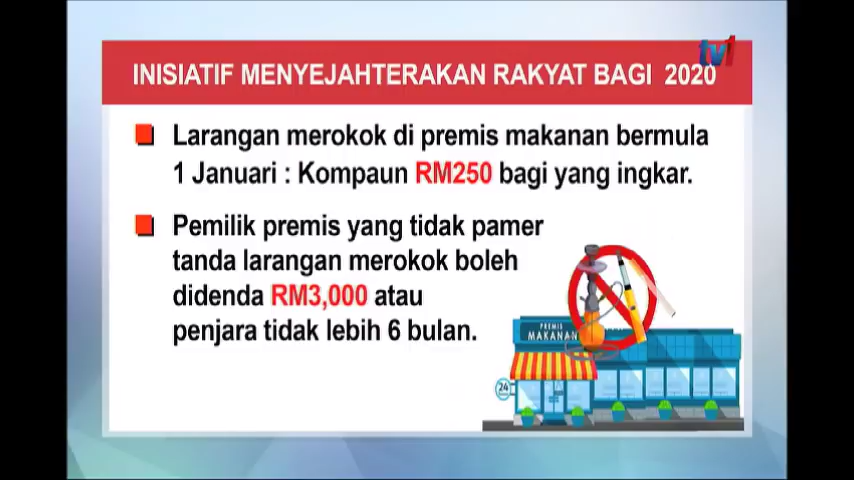 tv1
INISIATIF MENYEJAHTERAKAN RAKYAT BAGI 2020
Larangan merokok di premis makanan bermula
1 Januari : Kompaun RM250 bagi yang ingkar.
Pemilik premis yang tidak pamer
tanda larangan merokok boleh
didenda RM3,000 atau
penjara tidak lebih 6 bulan.
PREMIS
MAKANAN
24